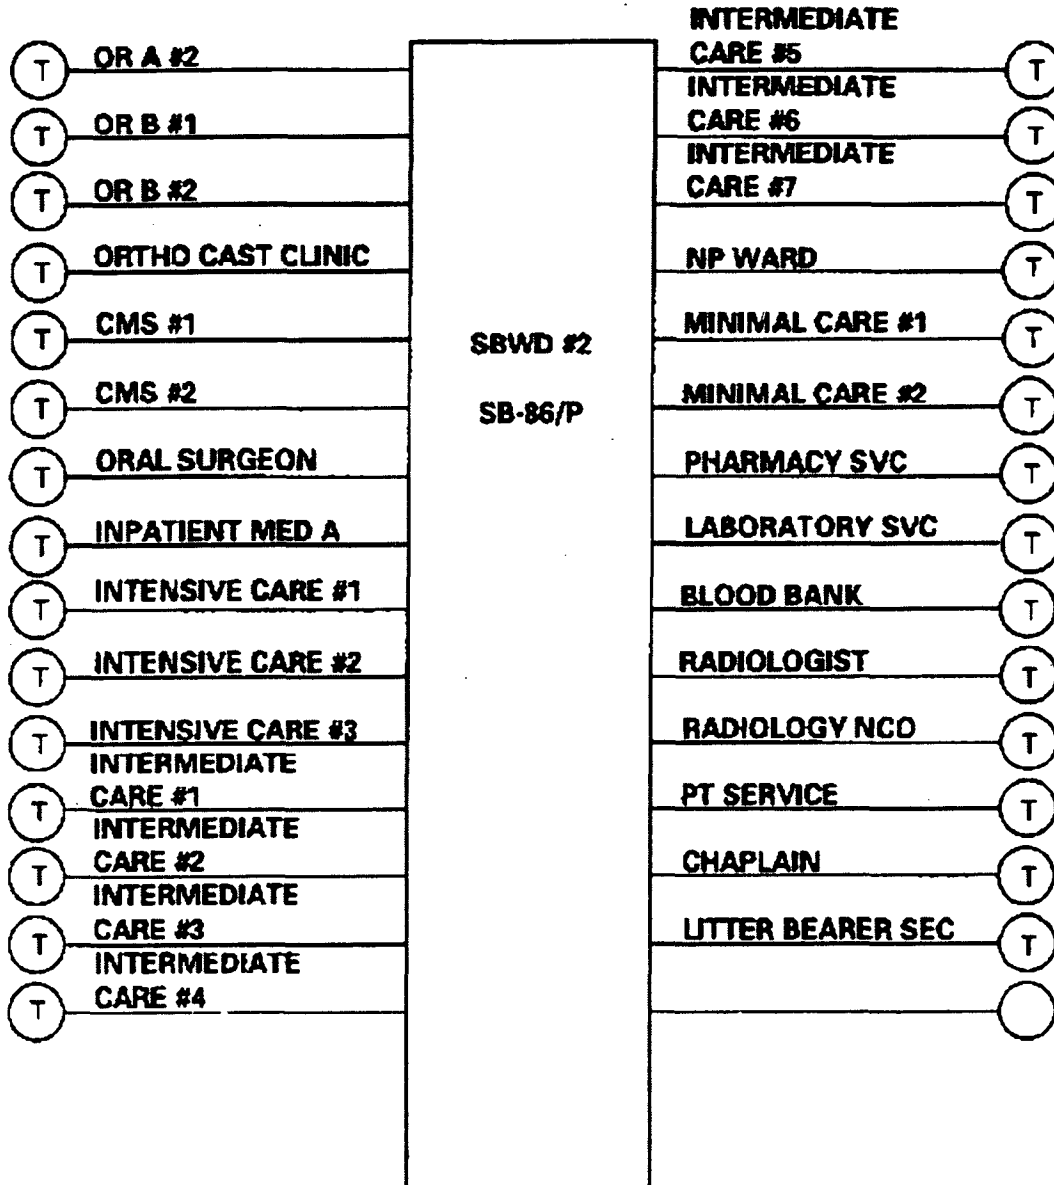 T OR A #2
T OR B #1
T OR B #2
T ORTHO CAST CLINIC
T CMS #1
T CMS #2
T ORAL SURGEON
T INPATIENT MED A
T INTENSIVE CARE #1
T INTENSIVE CARE #2
T INTENSIVE CARE #3
INTERMEDIATE
T CARE #1
INTERMEDIATE
T CARE #2
INTERMEDIATE
T CARE #3
INTERMEDIATE
T CARE #4
SBWD #2
SB-86/P
INTERMEDIATE
CARE #5 T
INTERMEDIATE
CARE #6 T
INTERMEDIATE
CARE #7 T
NP WARD T
MINIMAL CARE #1 T
MINIMAL CARE #2 T
PHARMACY SVC T
LABORATORY SVC T
BLOOD BANK T
RADIOLOGIST T
RADIOLOGY NCO T
PT SERVICE T
CHAPLAIN T
LITTER BEARER SEC T